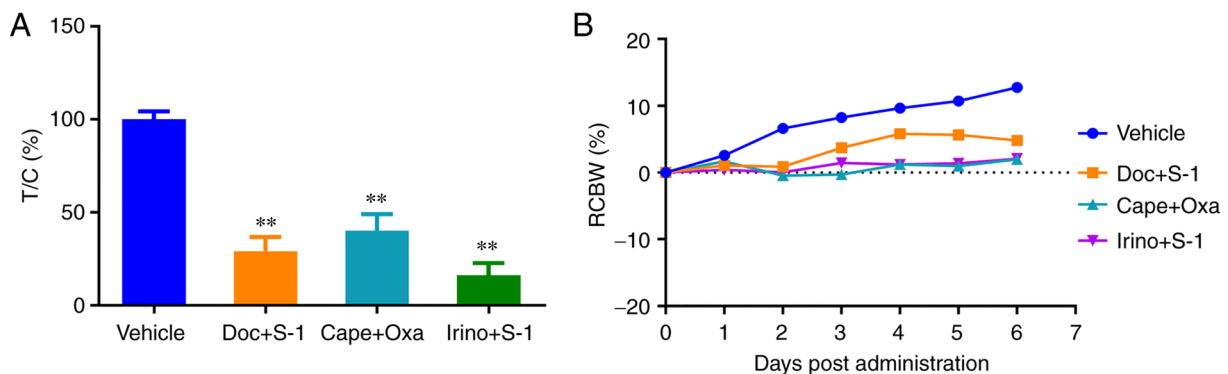 A
150
100
50
0
T/C (%)
**
**
**
Vehicle
Doc+S-1
Cape+Oxa
Irino+S-1
B
20
10
0
−10
−20
RCBW (%)
0 1 2 3 4 5 6 7
Days post administration
Vehicle
Doc+S-1
Cape+Oxa
Irino+S-1